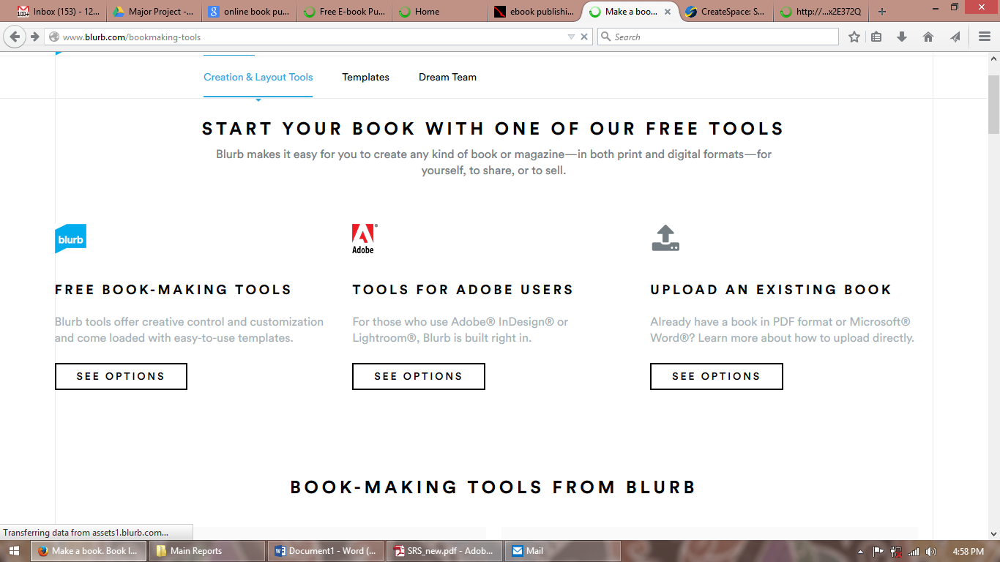 Inbox (153) - 12...
Major Project -...
online book pu...
Free E-book Pu...
Home
ebook publishi...
Make a boo...
CreateSpace: S...
http://...x2E372Q
www.blurb.com/bookmaking-tools
Search
Creation & Layout Tools
Templates
Dream Team
START YOUR BOOK WITH ONE OF OUR FREE TOOLS
Blurb makes it easy for you to create any kind of book or magazine—in both print and digital formats—for
yourself, to share, or to sell.
blurb
Adobe
FREE BOOK-MAKING TOOLS
Blurb tools offer creative control and customization
and come loaded with easy-to-use templates.
SEE OPTIONS
TOOLS FOR ADOBE USERS
For those who use Adobe® InDesign® or
Lightroom®, Blurb is built right in.
SEE OPTIONS
UPLOAD AN EXISTING BOOK
Already have a book in PDF format or Microsoft®
Word®? Learn more about how to upload directly.
SEE OPTIONS
BOOK-MAKING TOOLS FROM BLURB
Transferring data from assets1.blurb.com...
Make a book. Book l...
Main Reports
Document1 - Word (...
SRS_new.pdf - Adob...
Mail
4:58 PM